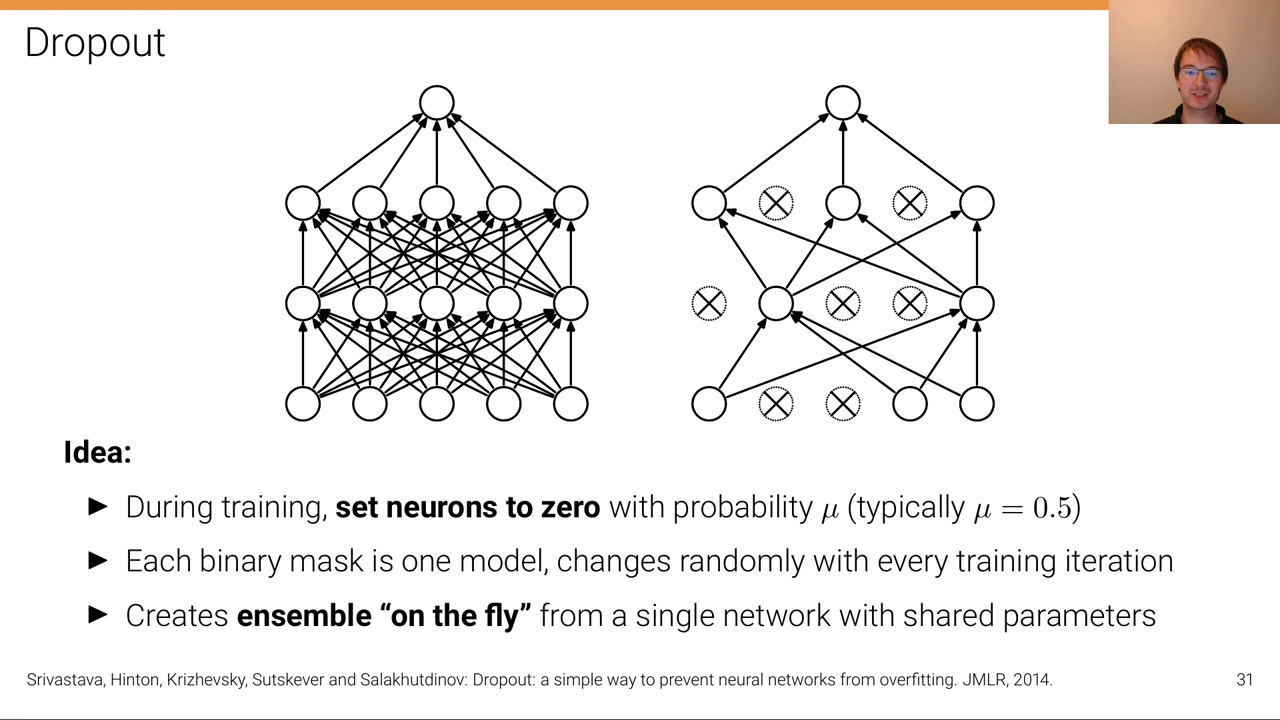 Dropout
Idea:
▶ During training, set neurons to zero with probability μ (typically μ = 0.5)
▶ Each binary mask is one model, changes randomly with every training iteration
▶ Creates ensemble “on the fly” from a single network with shared parameters
Srivastava, Hinton, Krizhevsky, Sutskever and Salakhutdinov: Dropout: a simple way to prevent neural networks from overfitting. JMLR, 2014.
31